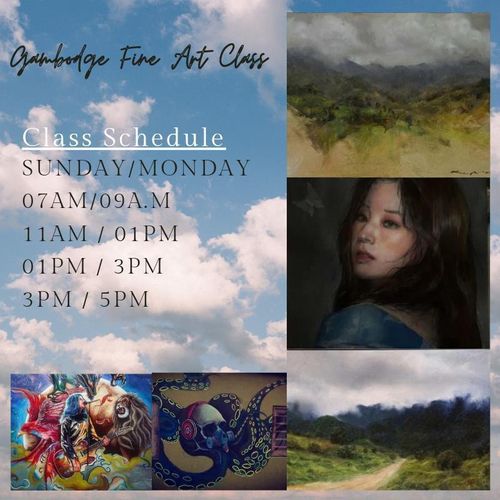 Gambodge Fine Art Class
Class Schedule
SUNDAY/MONDAY
07AM/09A.M
11AM / 01PM
01PM / 3PM
3PM / 5PM